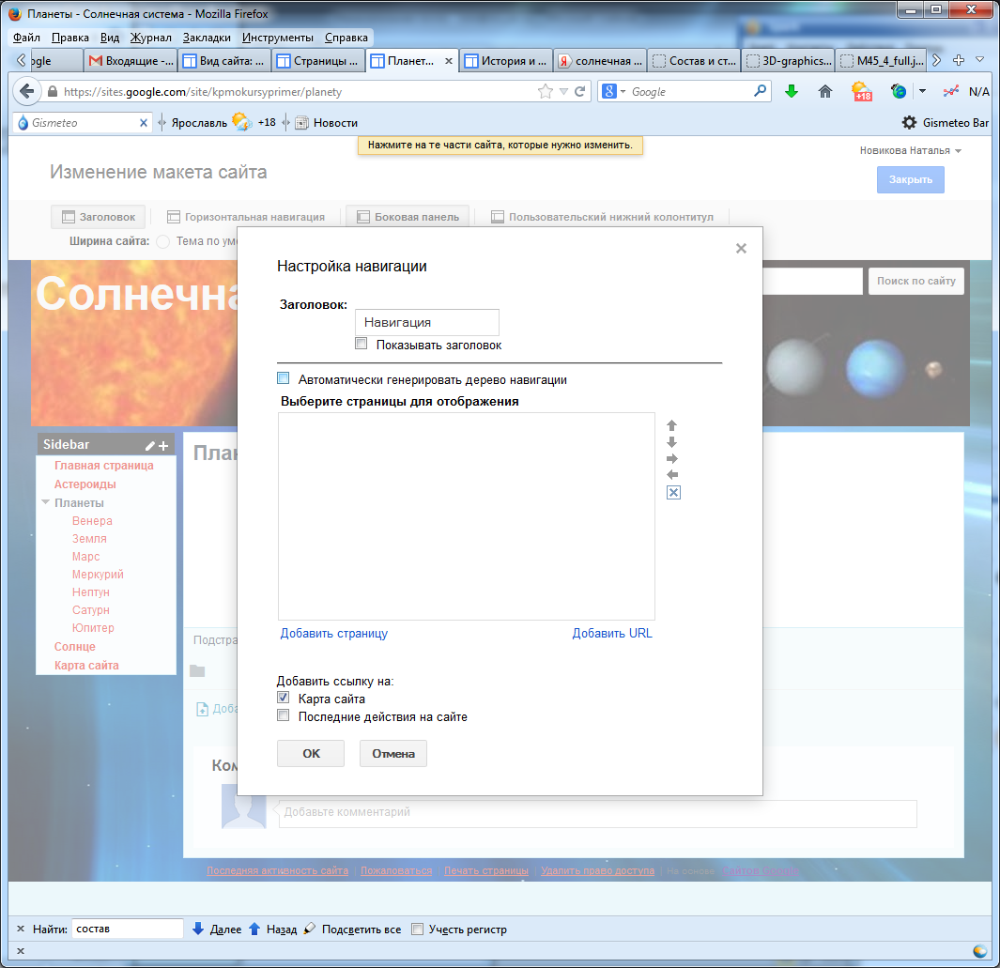 Планеты - Солнечная система - Mozilla Firefox
Файл Правка Вид Журнал Закладки Инструменты Справка
ogle Входящие -... Вид сайта: ... Страницы ... Планет... История и ... солнечная ... Состав и ст... 3D-graphics... M45_4_full.j...
https://sites.google.com/site/kpmokursyprimer/planety Google +18 N/A
Gismeteo Ярославль +18 Новости Gismeteo Bar
Нажмите на те части сайта, которые нужно изменить.
Новикова Наталья
Изменение макета сайта
Закрыть
Заголовок Горизонтальная навигация Боковая панель Пользовательский нижний колонтитул
Ширина сайта: Тема по ум
Солнечна
Поиск по сайту
Настройка навигации
Заголовок:
Навигация
Показывать заголовок
Автоматически генерировать дерево навигации
Выберите страницы для отображения
Добавить страницу Добавить URL
Добавить ссылку на:
Карта сайта
Последние действия на сайте
ОК Отмена
Sidebar
Главная страница
Астероиды
Планеты
Венера
Земля
Марс
Меркурий
Нептун
Сатурн
Юпитер
Солнце
Карта сайта
План
Подстра
Доба
Ком
Добавьте комментарий
Последняя активность сайта | Пожаловаться | Печать страницы | Удалить право доступа | На основе Сайтов Google
Найти: состав Далее Назад Подсветить все Учесть регистр